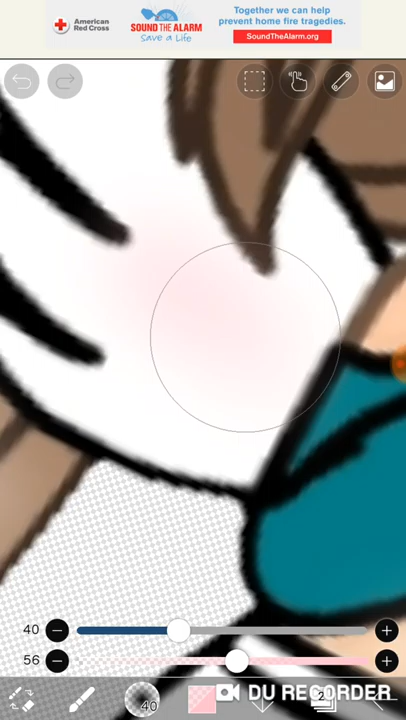 American
Red Cross
SOUND THE ALARM
Save a Life
Together we can help
prevent home fire tragedies.
SoundTheAlarm.org
40
56
40
2
DU RECORDER